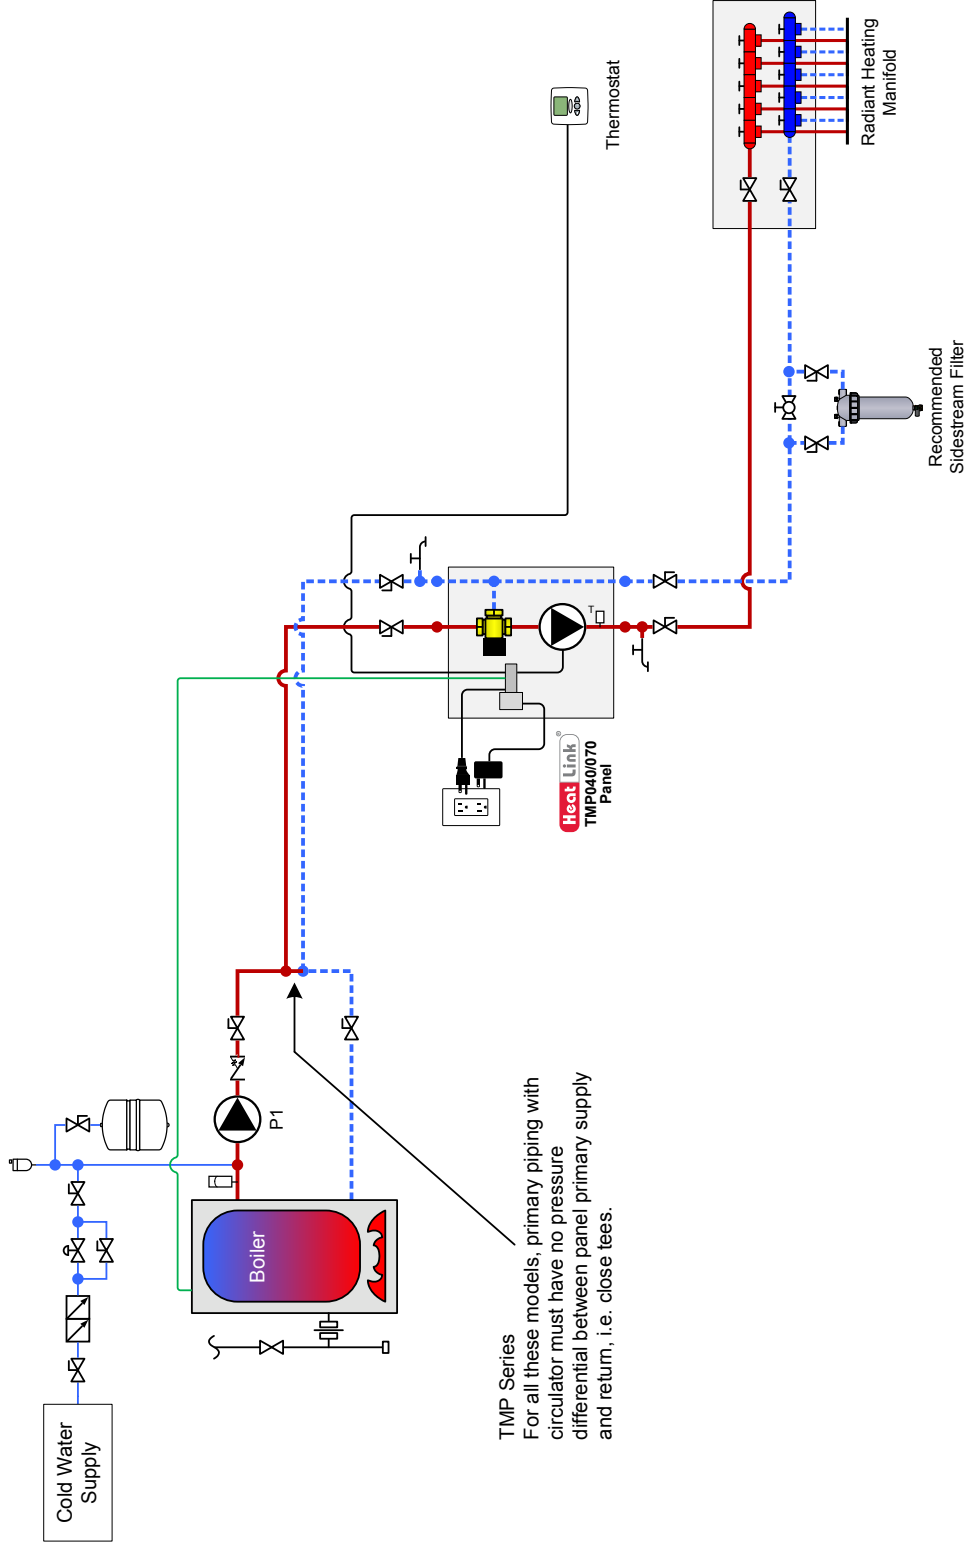 Cold Water
Supply
Boiler
P1
TMP Series
For all these models, primary piping with
circulator must have no pressure
differential between panel primary supply
and return, i.e. close tees.
Heat Link®
TMP040/070
Panel
T
Thermostat
Recommended
Sidestream Filter
Radiant Heating
Manifold